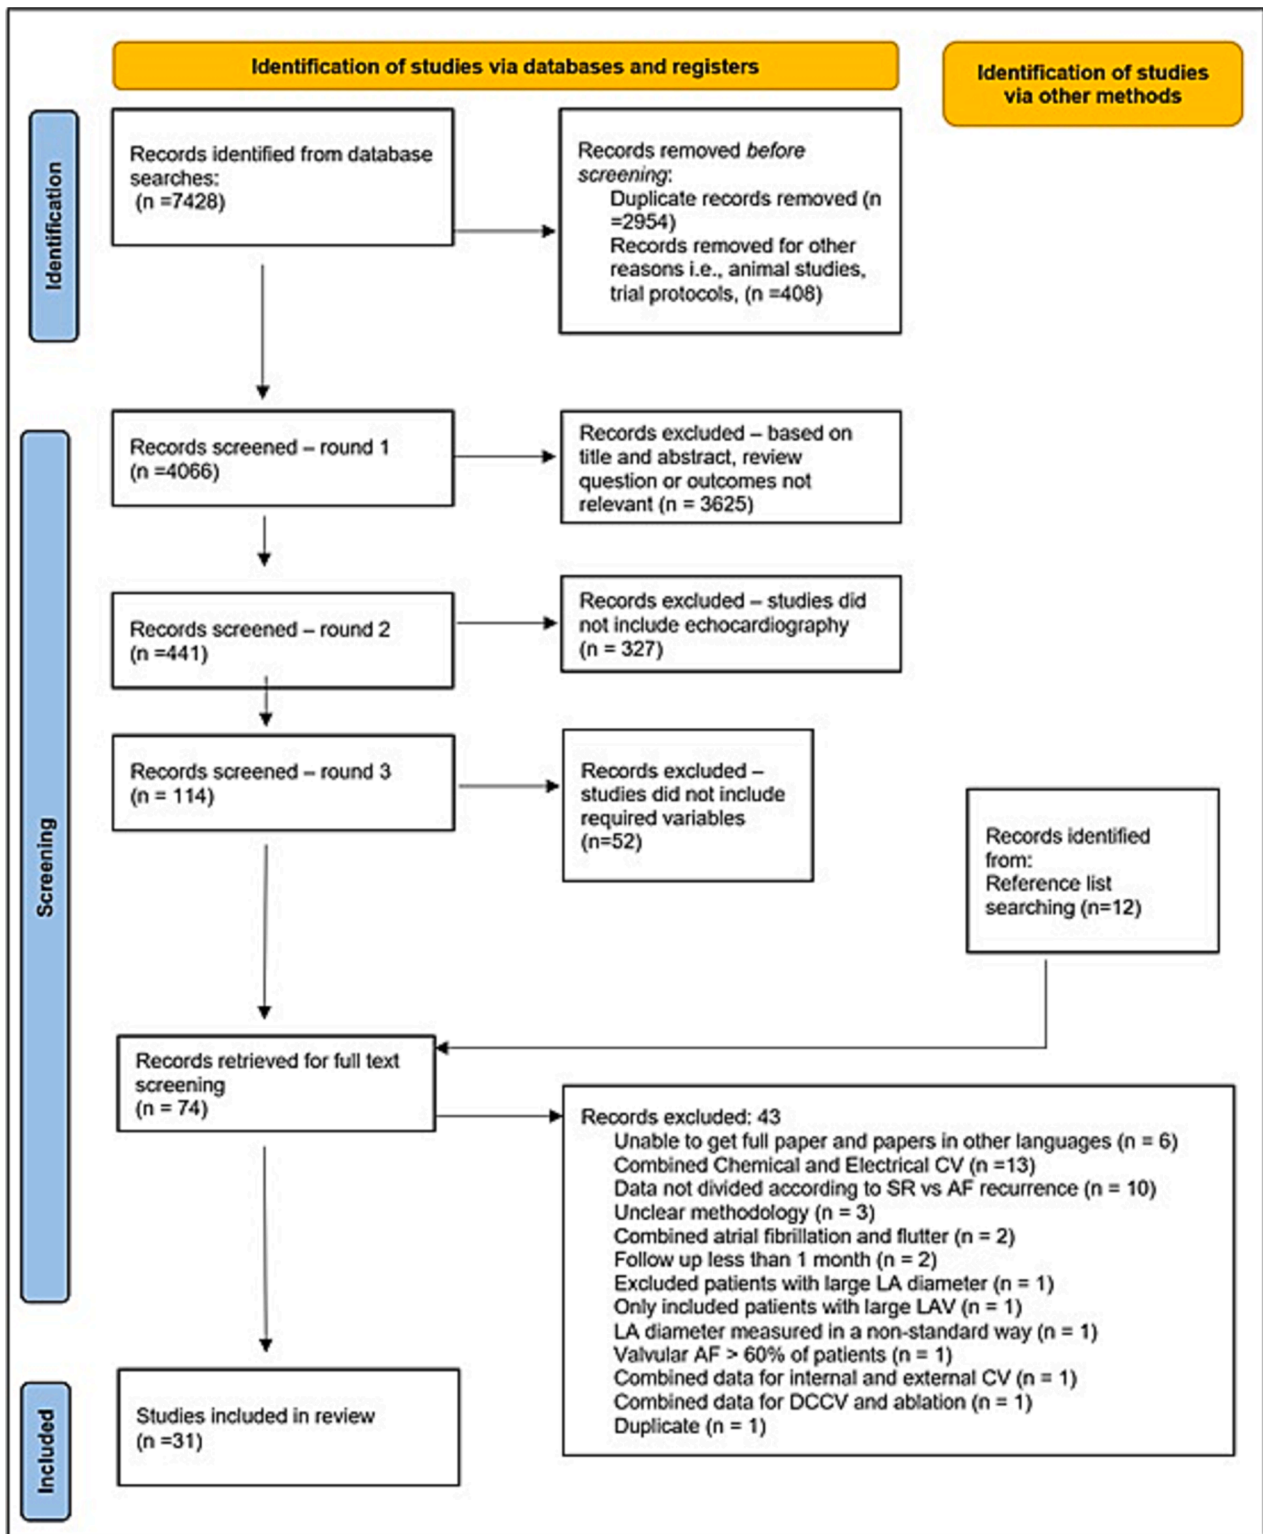 Identification of studies via databases and registers
Identification of studies
via other methods
Identification
Records identified from database
searches:
(n =7428)
Records removed before
screening:
Duplicate records removed (n
=2954)
Records removed for other
reasons i.e., animal studies,
trial protocols, (n =408)
Screening
Records screened – round 1
(n =4066)
Records excluded – based on
title and abstract, review
question or outcomes not
relevant (n = 3625)
Records screened – round 2
(n =441)
Records excluded – studies did
not include echocardiography
(n = 327)
Records screened – round 3
(n = 114)
Records excluded –
studies did not include
required variables
(n=52)
Records identified
from:
Reference list
searching (n=12)
Records retrieved for full text
screening
(n = 74)
Records excluded: 43
Unable to get full paper and papers in other languages (n = 6)
Combined Chemical and Electrical CV (n =13)
Data not divided according to SR vs AF recurrence (n = 10)
Unclear methodology (n = 3)
Combined atrial fibrillation and flutter (n = 2)
Follow up less than 1 month (n = 2)
Excluded patients with large LA diameter (n = 1)
Only included patients with large LAV (n = 1)
LA diameter measured in a non-standard way (n = 1)
Valvular AF > 60% of patients (n = 1)
Combined data for internal and external CV (n = 1)
Combined data for DCCV and ablation (n = 1)
Duplicate (n = 1)
Included
Studies included in review
(n =31)